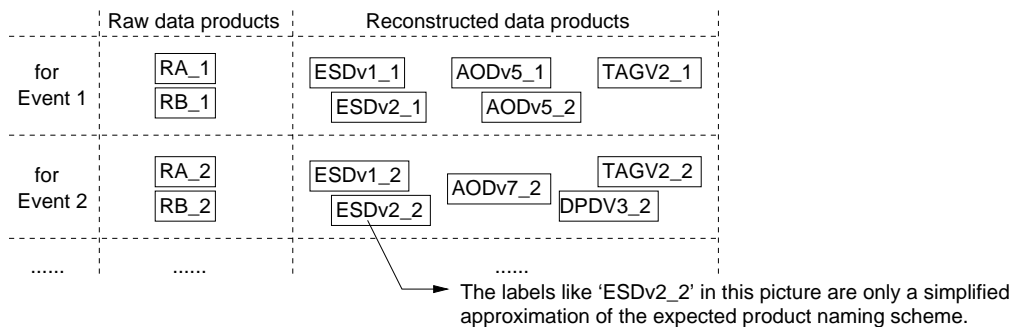 Raw data products Reconstructed data products
for Event 1
RA_1
RB_1
ESDv1_1 AODv5_1 TAGV2_1
ESDv2_1 AODv5_2
for Event 2
RA_2
RB_2
ESDv1_2 AODv7_2 TAGV2_2
ESDv2_2 DPDV3_2
...... ...... ......
The labels like ‘ESDv2_2’ in this picture are only a simplified
approximation of the expected product naming scheme.